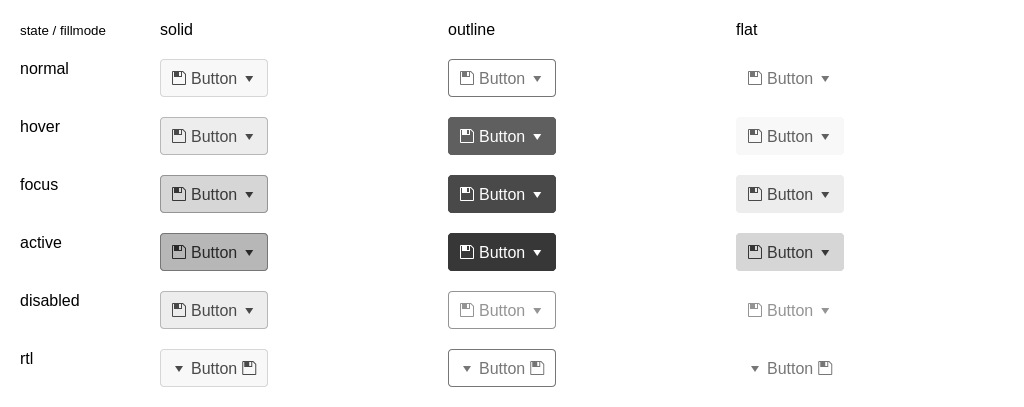 state / fillmode solid outline flat
normal Button Button Button
hover Button Button Button
focus Button Button Button
active Button Button Button
disabled Button Button Button
rtl Button Button Button